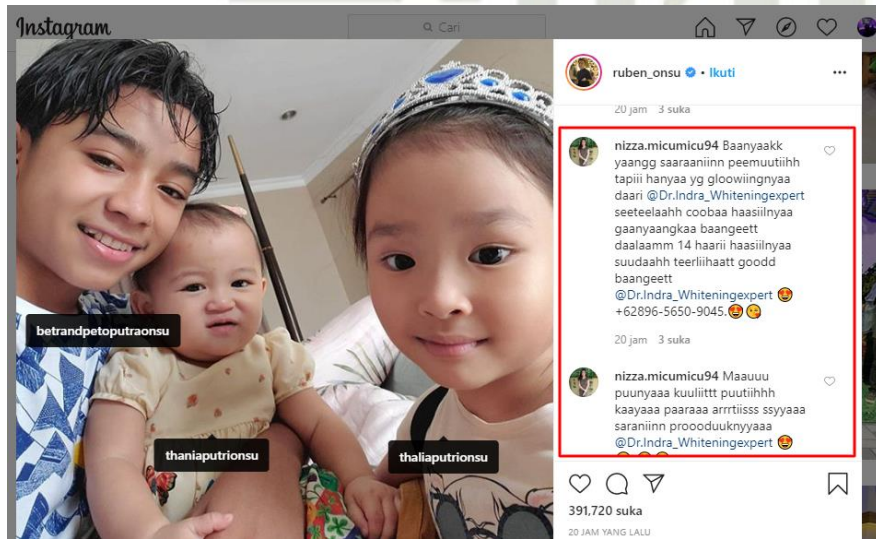 Instagram
Cari
ruben_onsu • Ikuti
betrandpetoputraonsu
thaniaputrionsu
thaliaputrionsu
20 jam 3 suka
nizza.micumicu94 Baanyaakk
yaangg saaraaniinn peemuutiihh
tapiii hanyaa yg gloowiingnyaa
daari @Dr.Indra_Whiteningexpert
seeteelaahh coobaa haasiilnyaa
gaanyaangkaa baangeett
daalaamm 14 haarii haasiilnyaa
suudaahh teerliihaatt goodd
baangeett
@Dr.Indra_Whiteningexpert 🤩
+62896-5650-9045.🤩😘
20 jam 3 suka
nizza.micumicu94 Maauuu
puunyaaa kuuliittt puutiihhh
kaayaaa paaraaa arrrtiisss ssyyaaa
saraniinn proooduuknyyaaa
@Dr.Indra_Whiteningexpert 🤩
391,720 suka
20 JAM YANG LALU